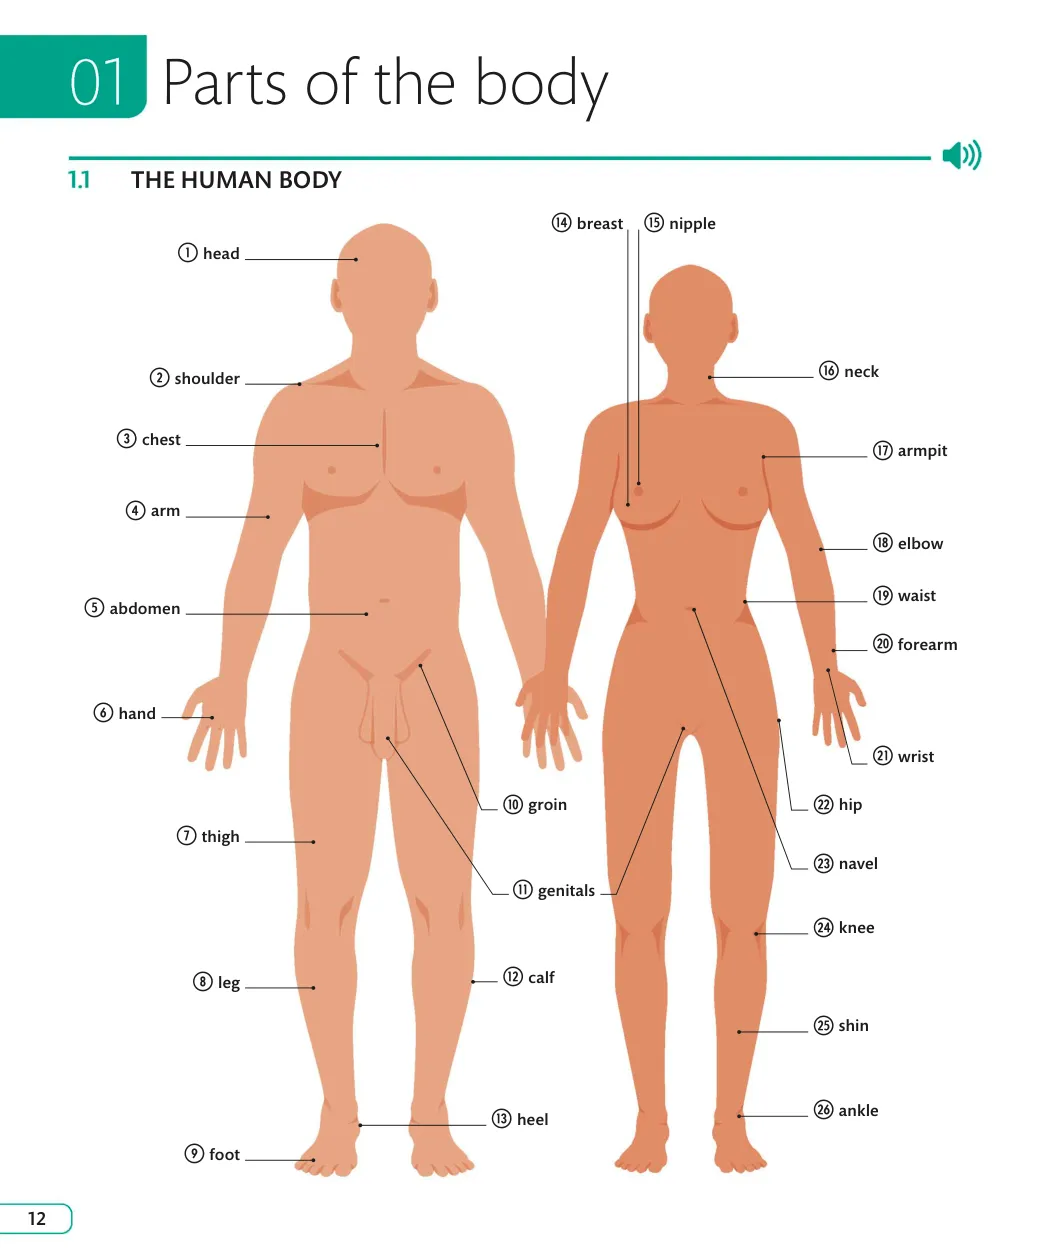 01 Parts of the body
1.1 THE HUMAN BODY
1 head
2 shoulder
3 chest
4 arm
5 abdomen
6 hand
7 thigh
8 leg
9 foot
10 groin
11 genitals
12 calf
13 heel
14 breast
15 nipple
16 neck
17 armpit
18 elbow
19 waist
20 forearm
21 wrist
22 hip
23 navel
24 knee
25 shin
26 ankle
12